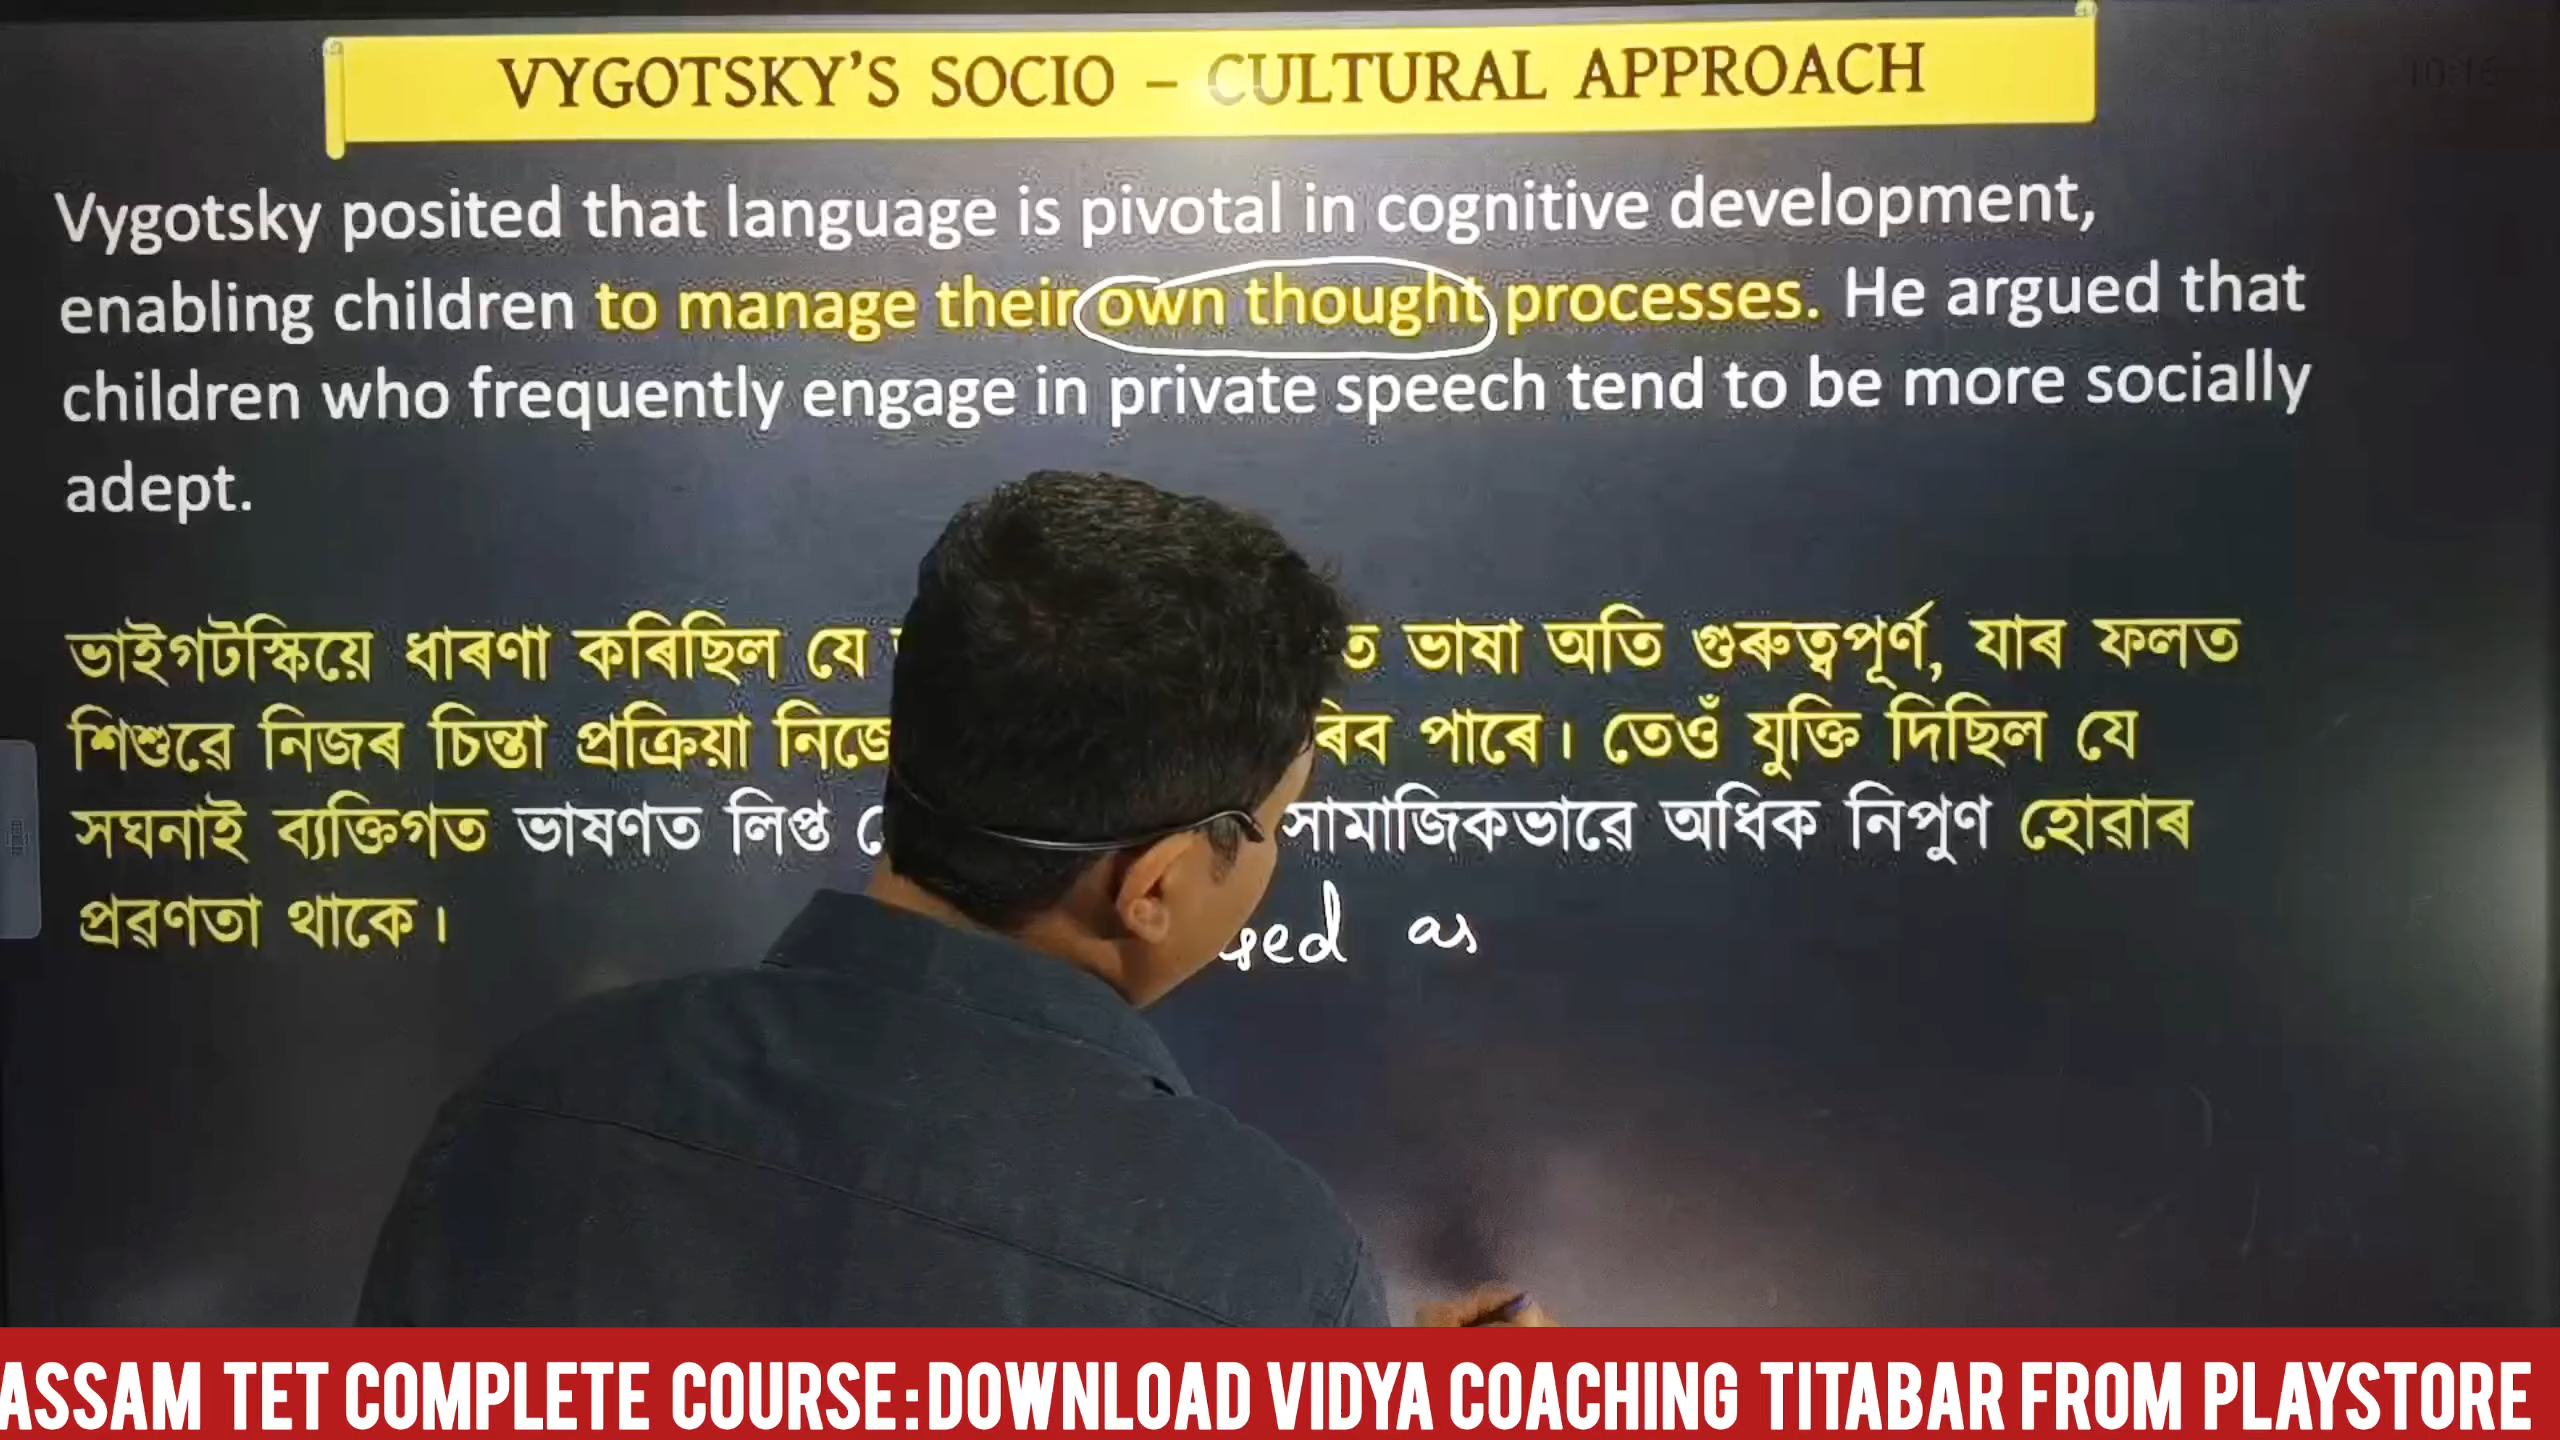 VYGOTSKY'S SOCIO – CULTURAL APPROACH
10:16
Vygotsky posited that language is pivotal in cognitive development,
enabling children to manage their own thought processes. He argued that
children who frequently engage in private speech tend to be more socially
adept.
ভাইগটস্কিয়ে ধাৰণা কৰিছিল যে ভাষা অতি গুৰুত্বপূৰ্ণ, যাৰ ফলত
শিশুৱে নিজৰ চিন্তা প্ৰক্ৰিয়া পাৰে। তেওঁ যুক্তি দিছিল যে
সঘনাই ব্যক্তিগত ভাষণত লিপ্ত সামাজিকভাৱে অধিক নিপুণ হোৱাৰ
প্ৰৱণতা থাকে।
as
ASSAM TET COMPLETE COURSE:DOWNLOAD VIDYA COACHING TITABAR FROM PLAYSTORE